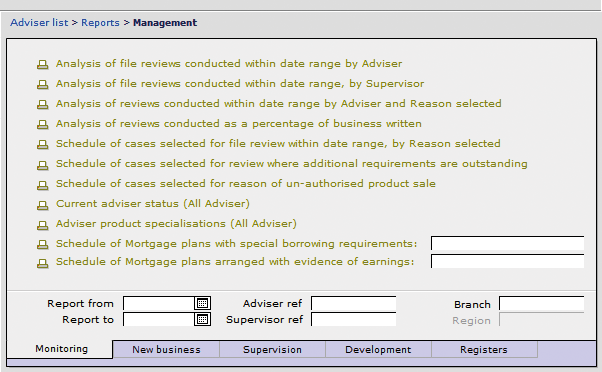 Adviser list > Reports > Management
Analysis of file reviews conducted within date range by Adviser
Analysis of file reviews conducted within date range, by Supervisor
Analysis of reviews conducted within date range by Adviser and Reason selected
Analysis of reviews conducted as a percentage of business written
Schedule of cases selected for file review within date range, by Reason selected
Schedule of cases selected for review where additional requirements are outstanding
Schedule of cases selected for reason of un-authorised product sale
Current adviser status (All Adviser)
Adviser product specialisations (All Adviser)
Schedule of Mortgage plans with special borrowing requirements:
Schedule of Mortgage plans arranged with evidence of earnings:
Report from Adviser ref Branch
Report to Supervisor ref Region
Monitoring New business Supervision Development Registers